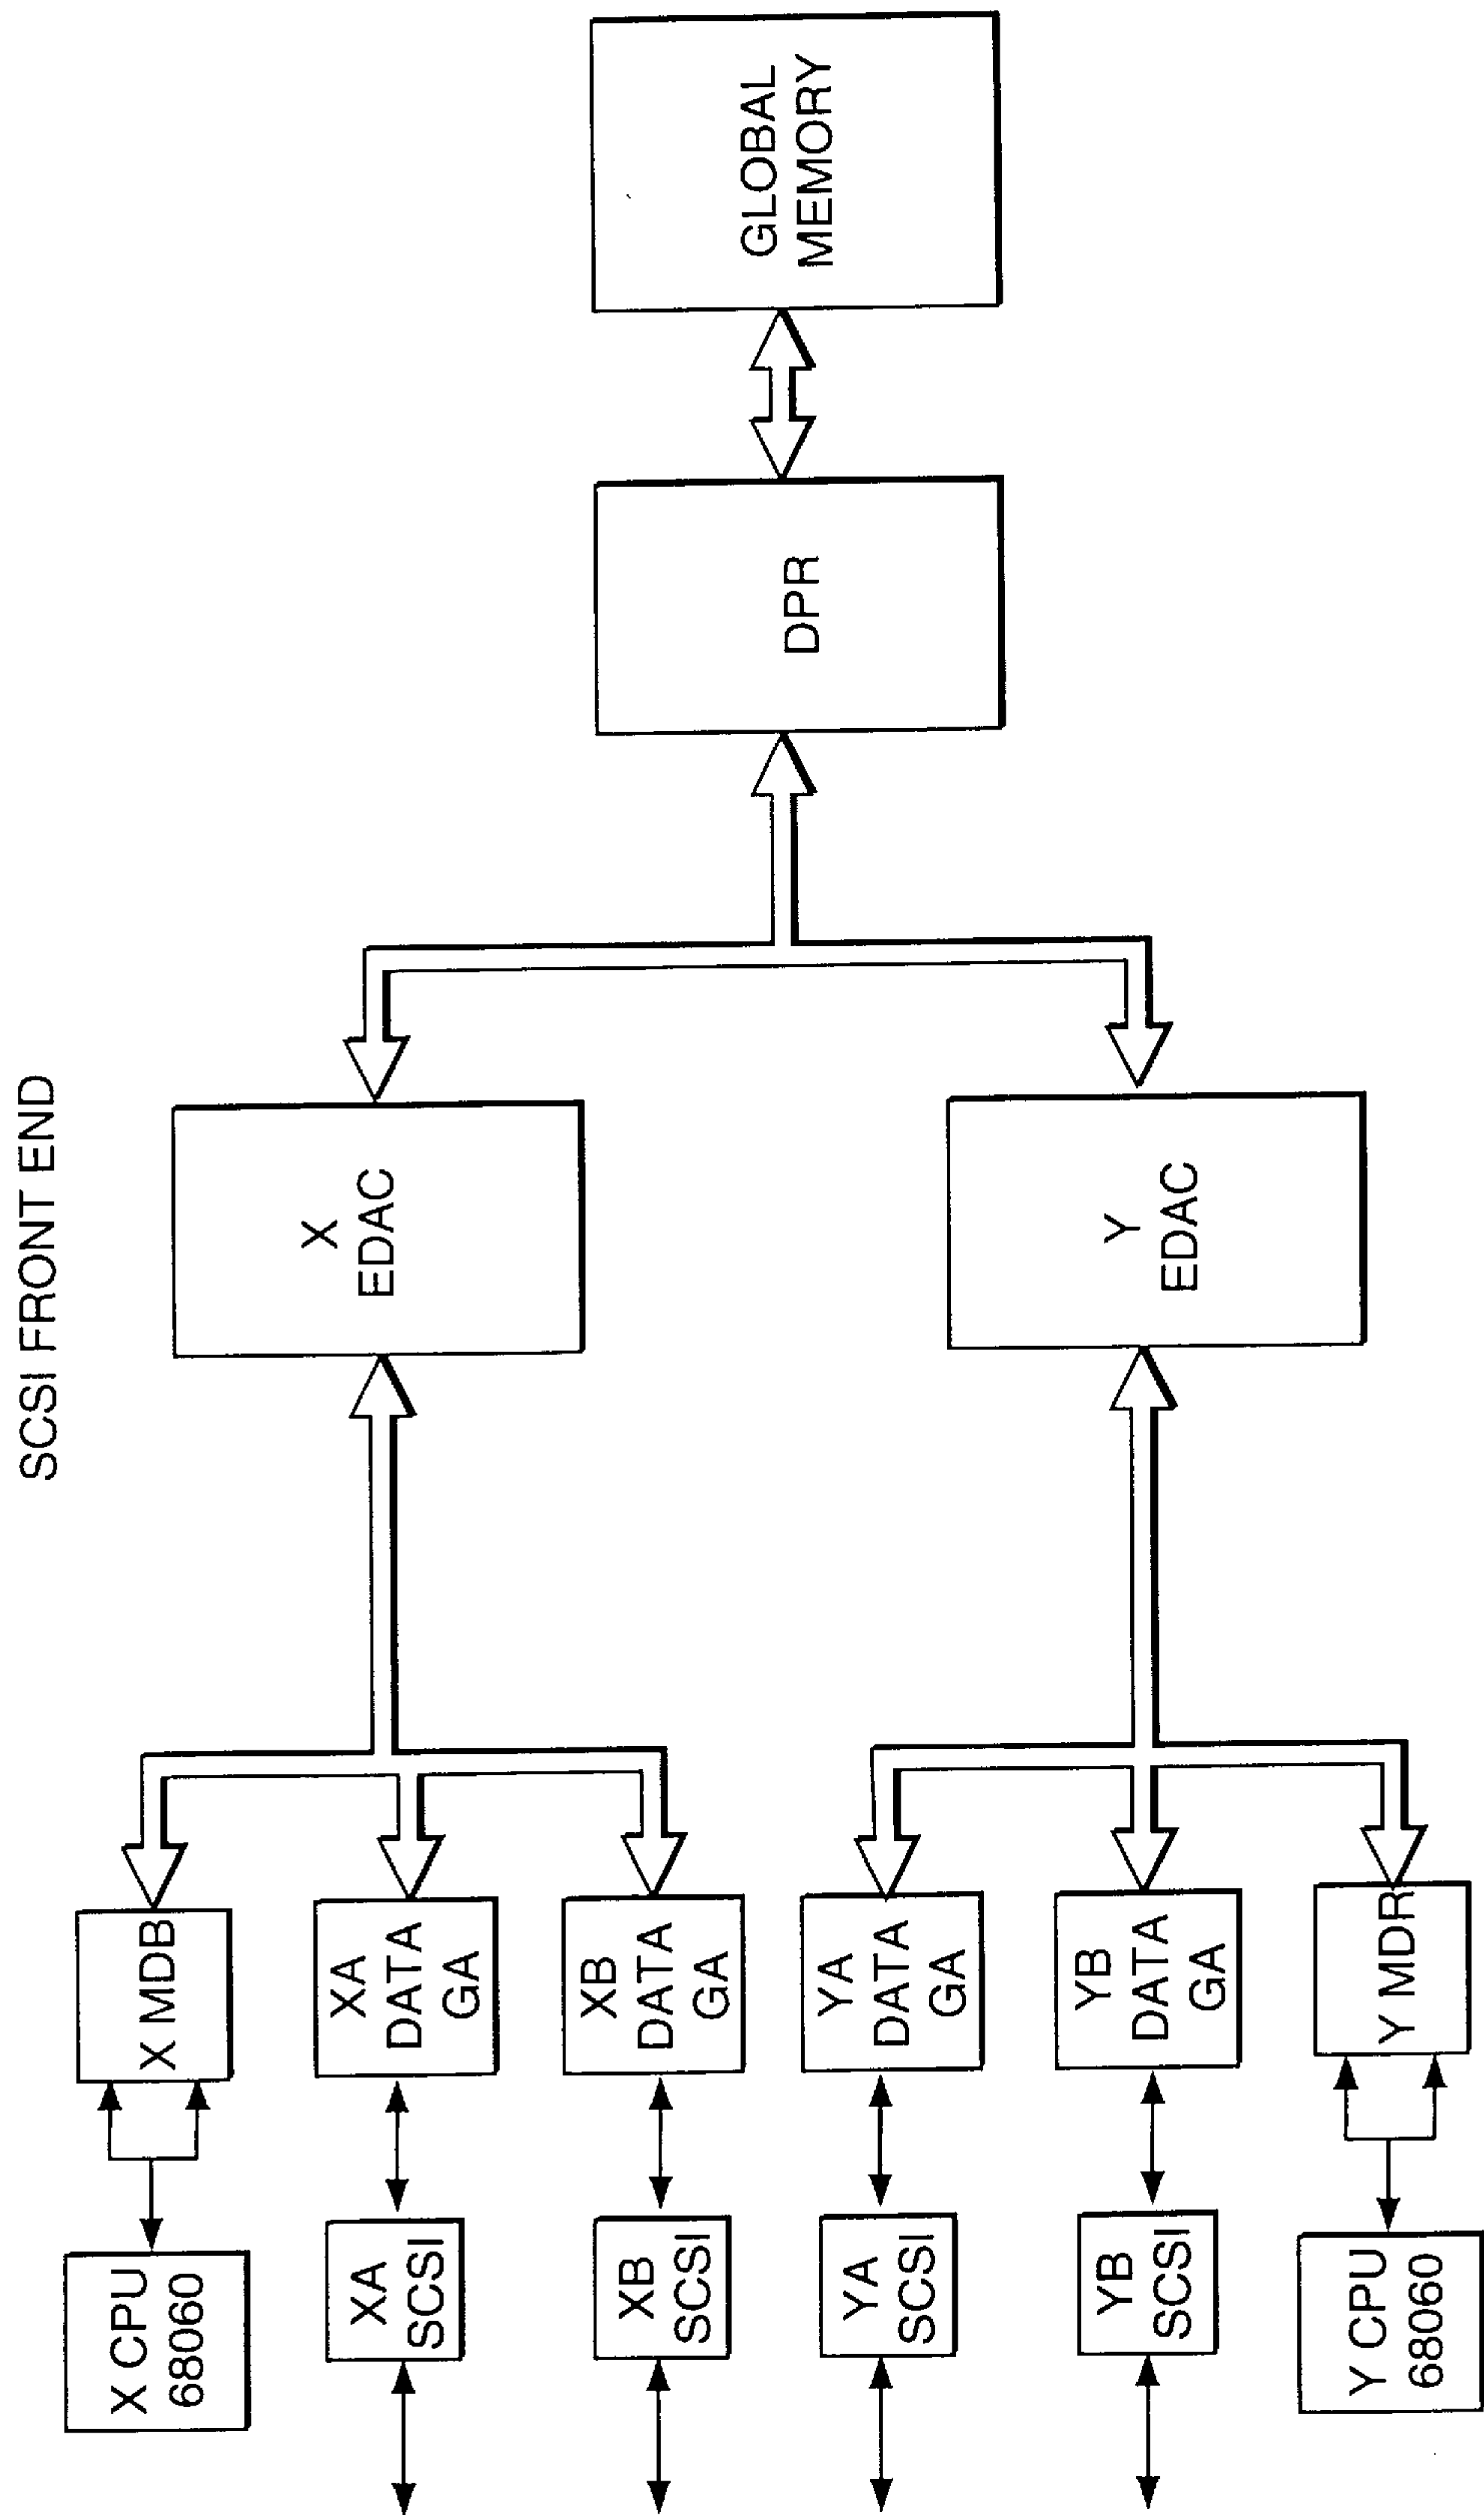 SCSI FRONT END
X CPU
68060
X MDB
XA
SCSI
XA
DATA
GA
XB
SCSI
XB
DATA
GA
X
EDAC
YA
SCSI
YA
DATA
GA
YB
SCSI
YB
DATA
GA
Y
EDAC
Y CPU
68060
Y MDR
DPR
GLOBAL
MEMORY